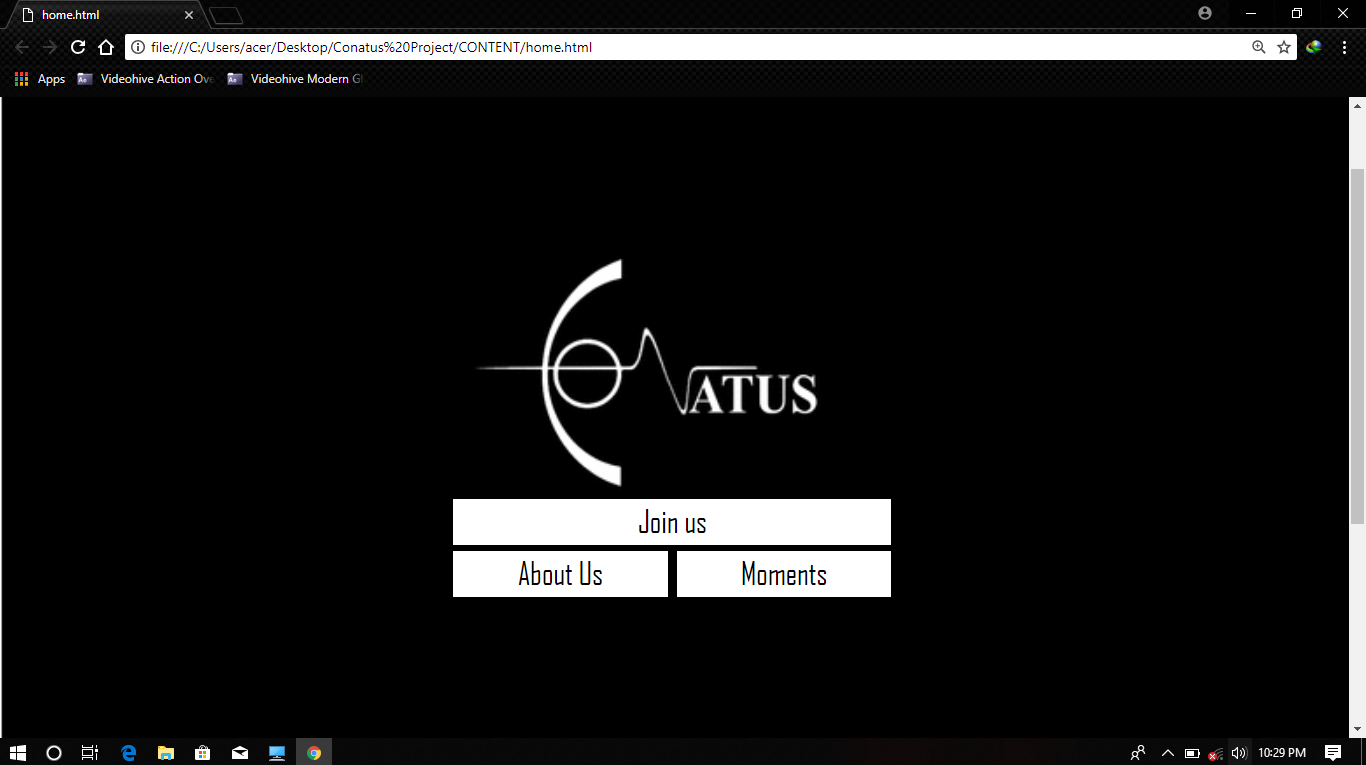 home.html
file:///C:/Users/acer/Desktop/Conatus%20Project/CONTENT/home.html
Apps
Videohive Action Ove
Videohive Modern Gl
CONATUS
Join us
About Us
Moments
10:29 PM